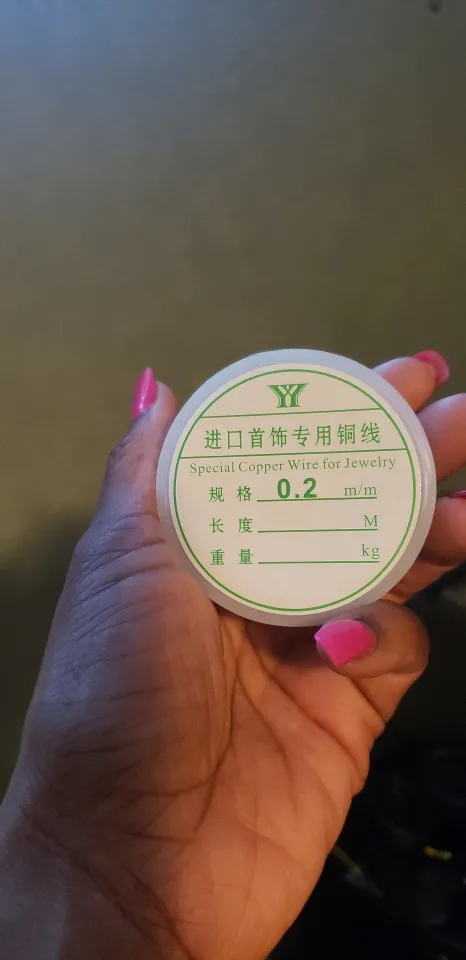 进口首饰专用铜线
Special Copper Wire for Jewelry
规 格 0.2 m/m
长 度 M
重 量 kg